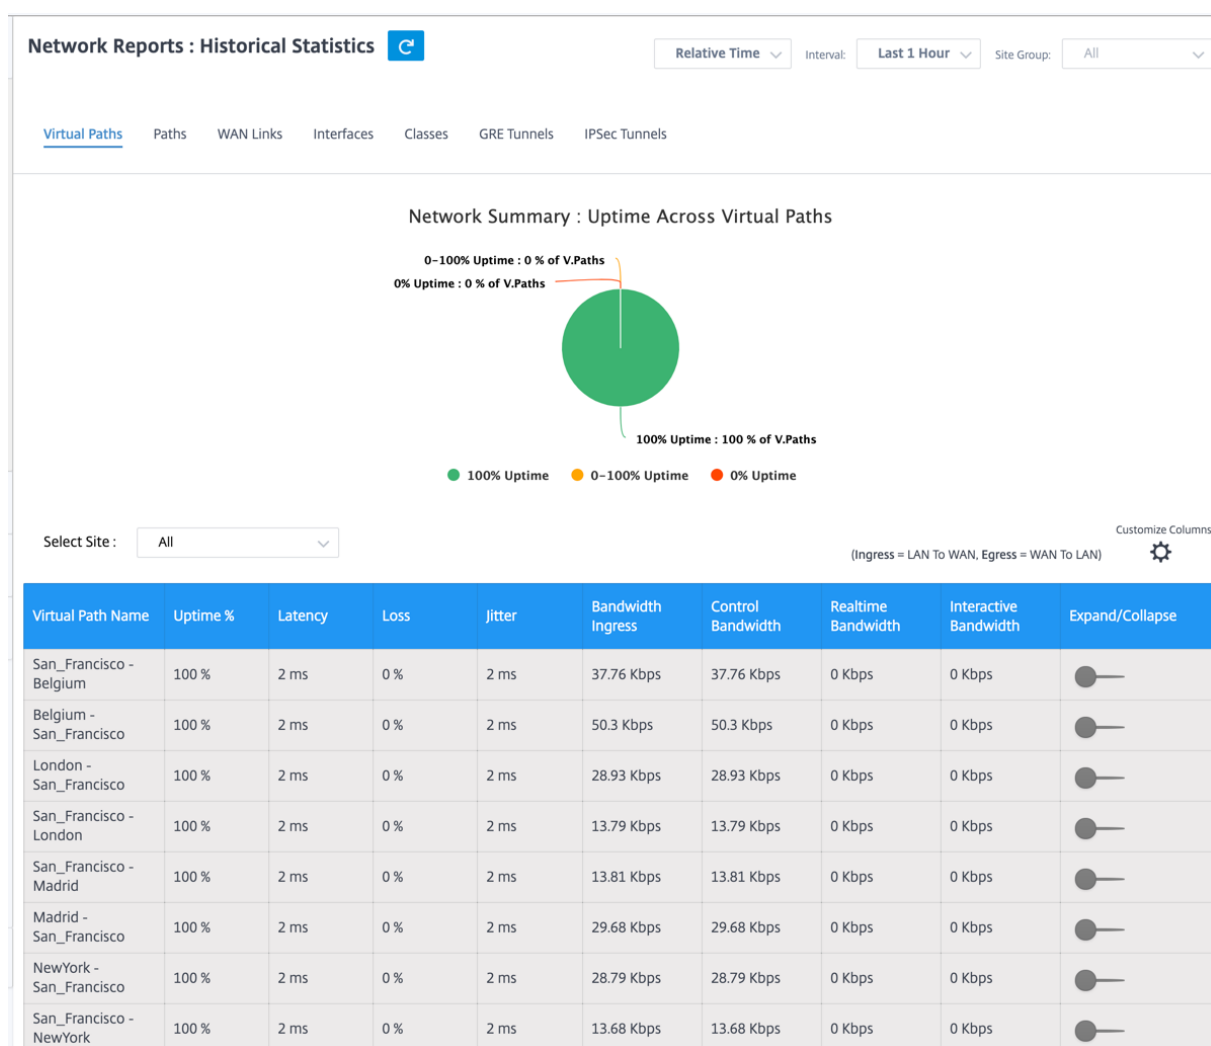 Network Reports : Historical Statistics
Relative Time Interval: Last 1 Hour Site Group: All
Virtual Paths Paths WAN Links Interfaces Classes GRE Tunnels IPSec Tunnels
Network Summary : Uptime Across Virtual Paths
0-100% Uptime : 0 % of V.Paths
0% Uptime : 0 % of V.Paths
100% Uptime : 100 % of V.Paths
100% Uptime 0-100% Uptime 0% Uptime
Select Site : All
Customize Columns
(Ingress = LAN To WAN, Egress = WAN To LAN)
Virtual Path Name Uptime % Latency Loss Jitter Bandwidth Ingress Control Bandwidth Realtime Bandwidth Interactive Bandwidth Expand/Collapse
San_Francisco - Belgium 100 % 2 ms 0 % 2 ms 37.76 Kbps 37.76 Kbps 0 Kbps 0 Kbps
Belgium - San_Francisco 100 % 2 ms 0 % 2 ms 50.3 Kbps 50.3 Kbps 0 Kbps 0 Kbps
London - San_Francisco 100 % 2 ms 0 % 2 ms 28.93 Kbps 28.93 Kbps 0 Kbps 0 Kbps
San_Francisco - London 100 % 2 ms 0 % 2 ms 13.79 Kbps 13.79 Kbps 0 Kbps 0 Kbps
San_Francisco - Madrid 100 % 2 ms 0 % 2 ms 13.81 Kbps 13.81 Kbps 0 Kbps 0 Kbps
Madrid - San_Francisco 100 % 2 ms 0 % 2 ms 29.68 Kbps 29.68 Kbps 0 Kbps 0 Kbps
NewYork - San_Francisco 100 % 2 ms 0 % 2 ms 28.79 Kbps 28.79 Kbps 0 Kbps 0 Kbps
San_Francisco - NewYork 100 % 2 ms 0 % 2 ms 13.68 Kbps 13.68 Kbps 0 Kbps 0 Kbps